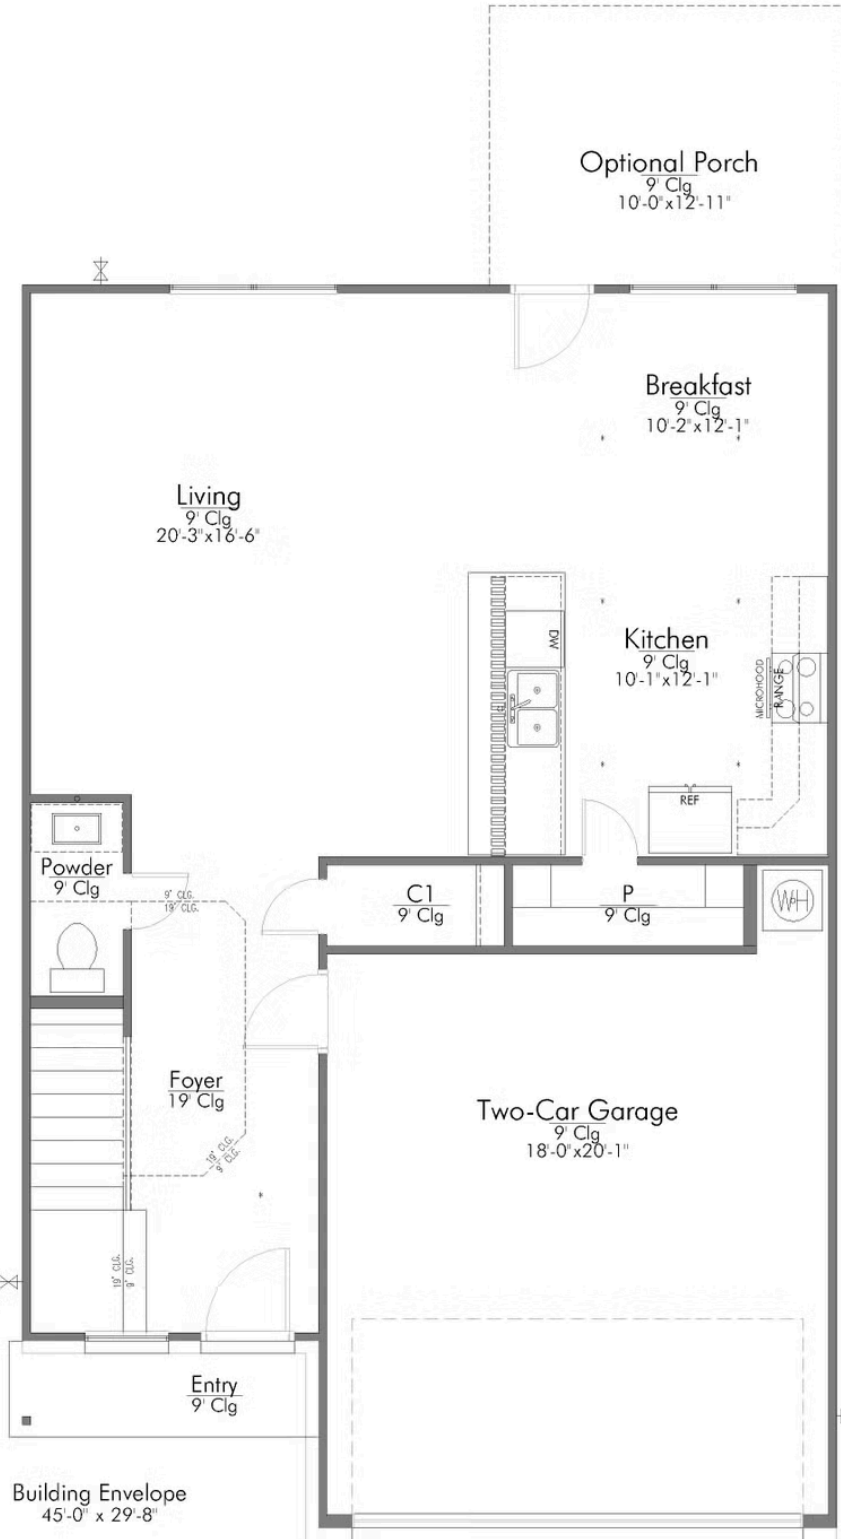 Optional Porch
9' Clg
10'-0"x12'-11"
Breakfast
9' Clg
10'-2"x12'-1"
Living
9' Clg
20'-3"x16'-6"
DW
Kitchen
9' Clg
10'-1"x12'-1"
MICROHOOD
RANGE
REF
Powder
9' Clg
9' CLG.
19' CLG.
C1
9' Clg
P
9' Clg
WH
Foyer
19' Clg
19' CLG.
9' CLG.
Two-Car Garage
9' Clg
18'-0"x20'-1"
19' CLG.
9' CLG.
Entry
9' Clg
Building Envelope
45'-0" x 29'-8"